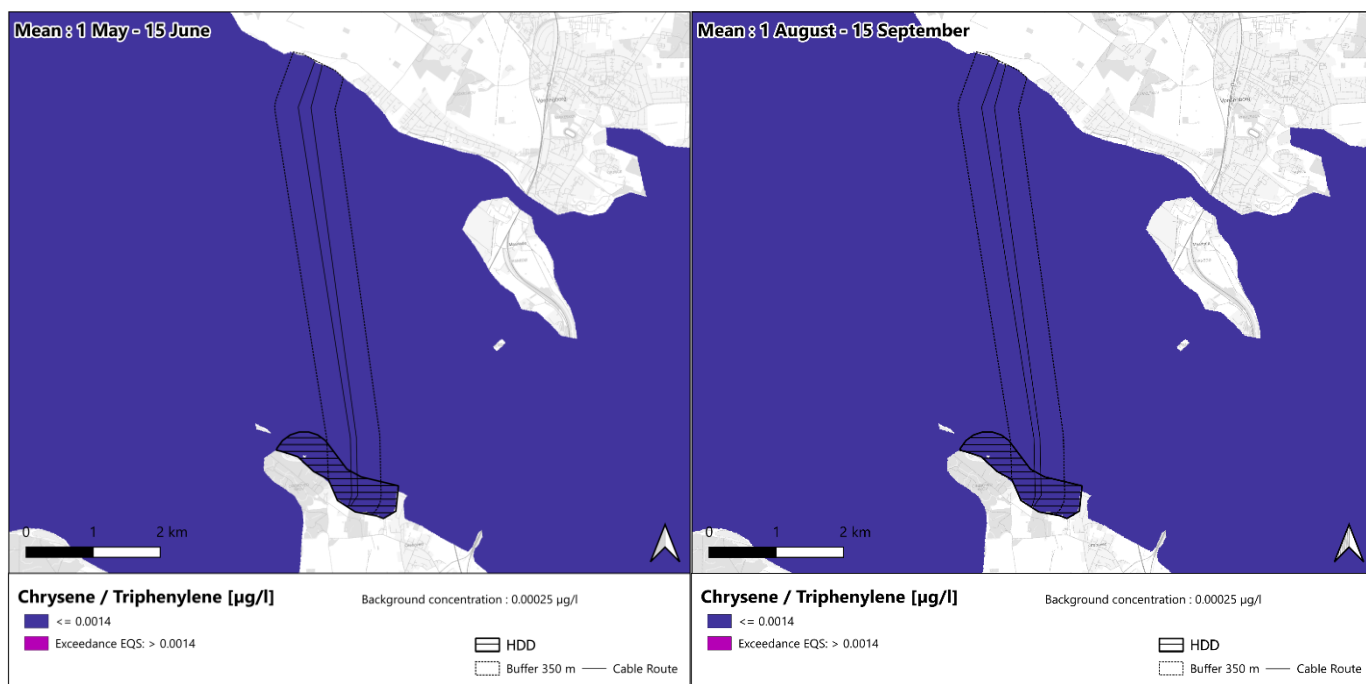 Mean : 1 May - 15 June
Vordingborg
0 1 2 km
Chrysene / Triphenylene [µg/l]
Background concentration : 0.00025 µg/l
<= 0.0014
Exceedance EQS: > 0.0014
HDD
Buffer 350 m
Cable Route
Mean : 1 August - 15 September
Vordingborg
0 1 2 km
Chrysene / Triphenylene [µg/l]
Background concentration : 0.00025 µg/l
<= 0.0014
Exceedance EQS: > 0.0014
HDD
Buffer 350 m
Cable Route